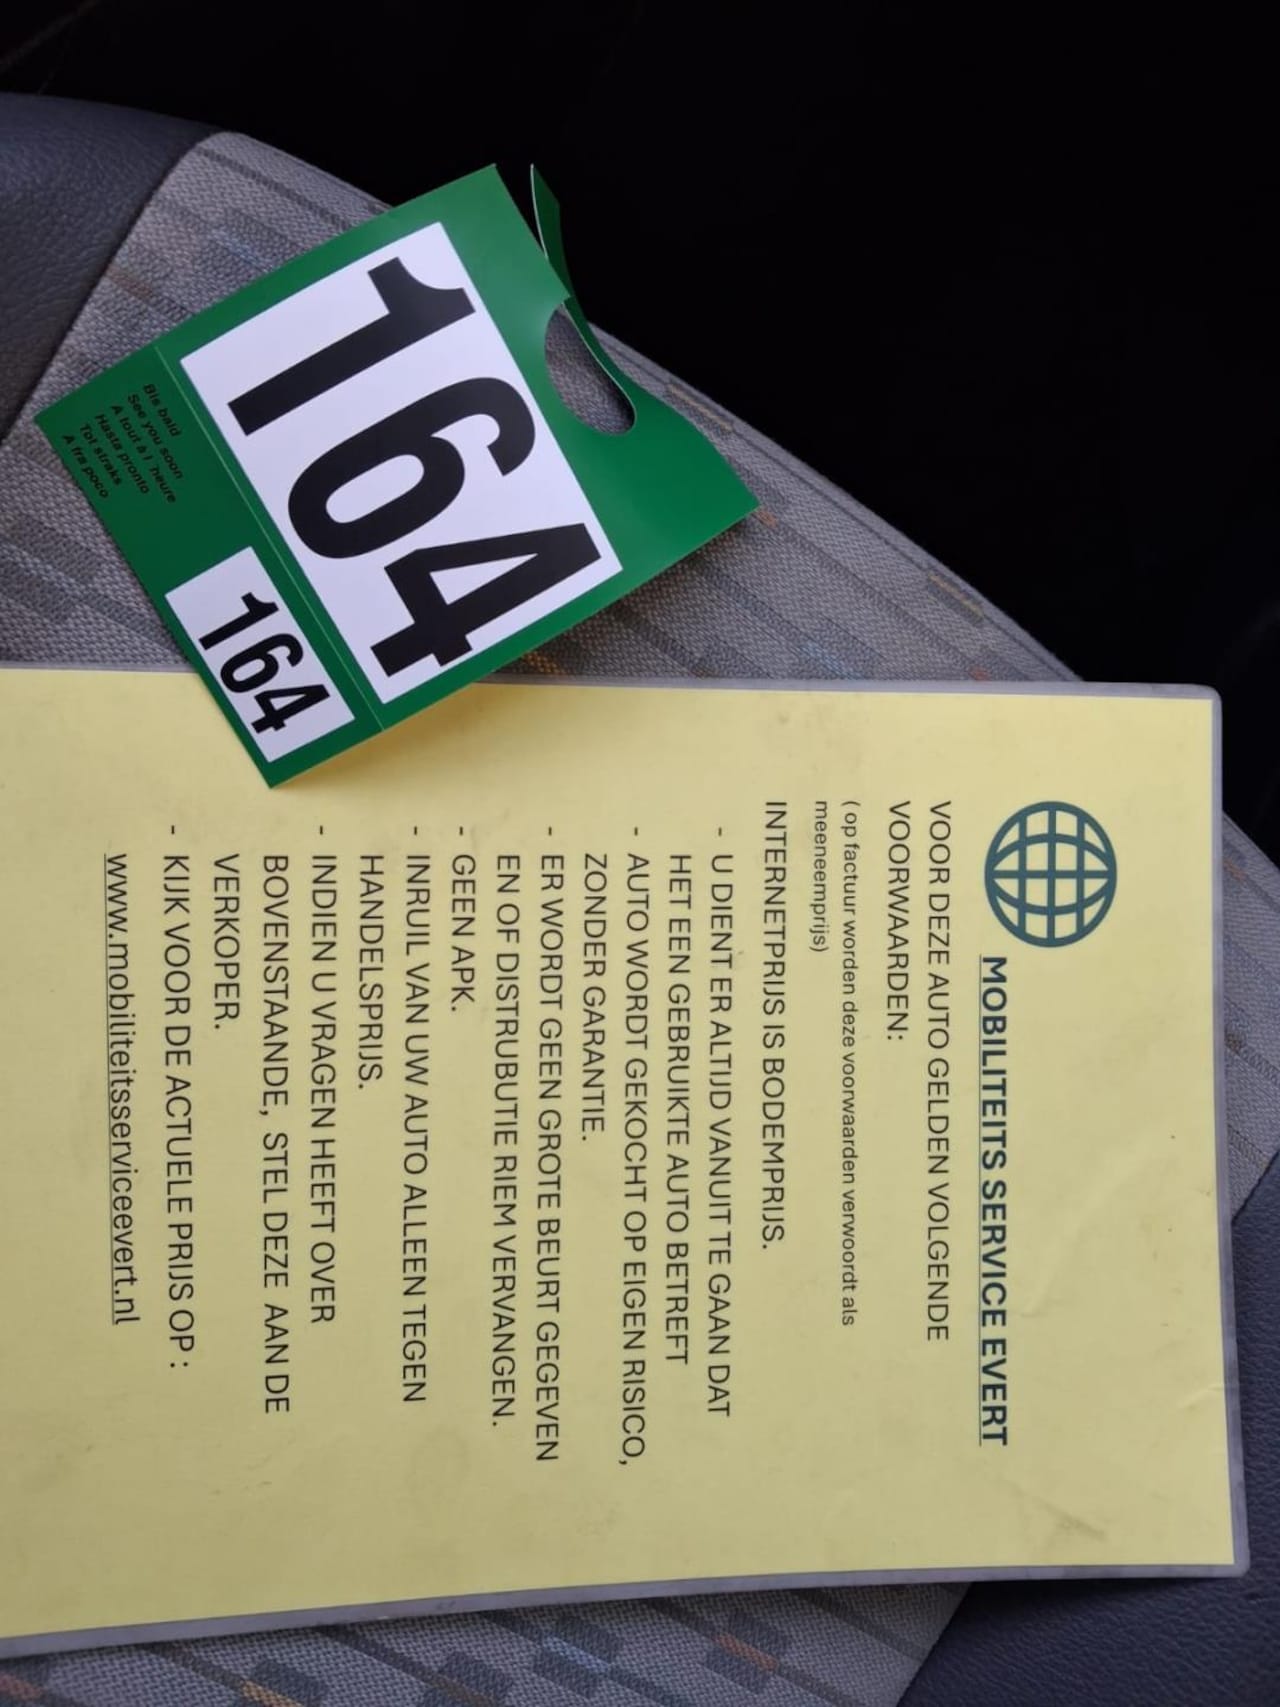 164
Bis bald
See you soon
A tout à l' heure
Hasta pronto
Tot straks
A fra poco
164
MOBILITEITS SERVICE EVERT
VOOR DEZE AUTO GELDEN VOLGENDE
VOORWAARDEN:
( op factuur worden deze voorwaarden verwoordt als
meeneemprijs)
INTERNETPRIJS IS BODEMPRIJS.
- U DIENT ER ALTIJD VANUIT TE GAAN DAT
HET EEN GEBRUIKTE AUTO BETREFT
- AUTO WORDT GEKOCHT OP EIGEN RISICO,
ZONDER GARANTIE.
- ER WORDT GEEN GROTE BEURT GEGEVEN
EN OF DISTRUBUTIE RIEM VERVANGEN.
- GEEN APK.
- INRUIL VAN UW AUTO ALLEEN TEGEN
HANDELSPRIJS.
- INDIEN U VRAGEN HEEFT OVER
BOVENSTAANDE, STEL DEZE AAN DE
VERKOPER.
- KIJK VOOR DE ACTUELE PRIJS OP :
www.mobiliteitsserviceevert.nl